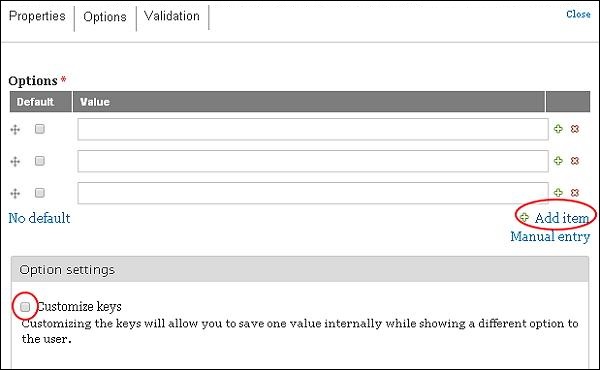 Properties Options Validation Close
Options *
Default Value
No default Add item
Manual entry
Option settings
Customize keys
Customizing the keys will allow you to save one value internally while showing a different option to
the user.